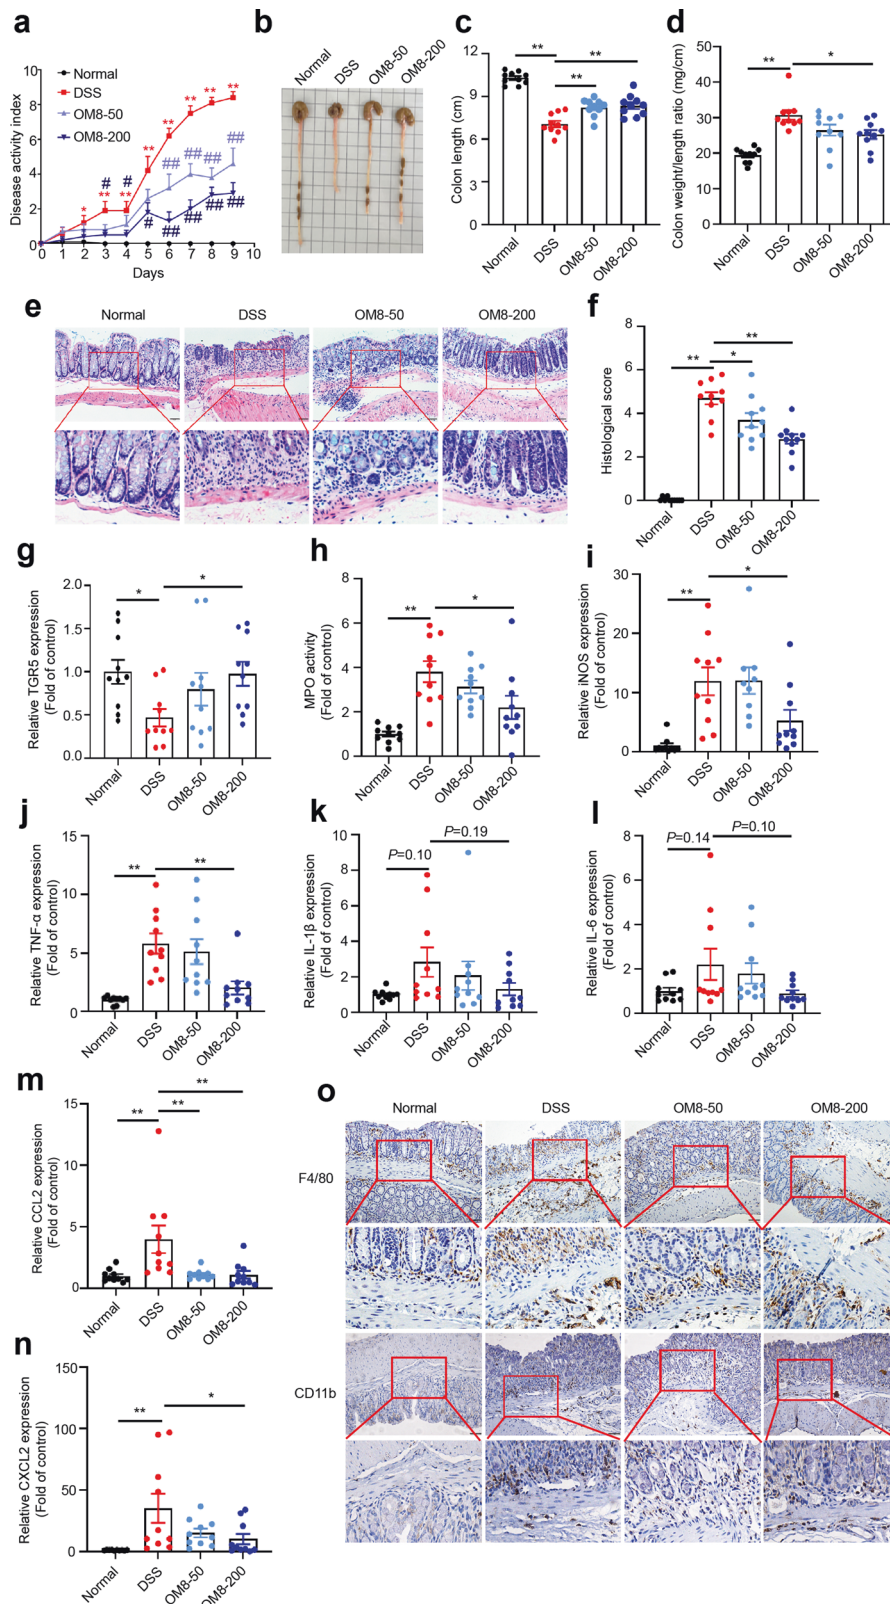 a
Normal
DSS
OM8-50
OM8-200
Disease activity index
10
8
6
4
2
0
* ** ** ** ** ** ** **
# #
## ## ## ##
# ## ## ## ##
0 1 2 3 4 5 6 7 8 9 10
Days
b
Normal
DSS
OM8-50
OM8-200
c
Colon length (cm)
12
9
6
3
0
** **
**
Normal
DSS
OM8-50
OM8-200
d
Colon weight/length ratio (mg/cm)
50
40
30
20
10
0
** *
Normal
DSS
OM8-50
OM8-200
e
Normal DSS OM8-50 OM8-200
f
Histological score
8
6
4
2
0
**
** *
Normal
DSS
OM8-50
OM8-200
g
Relative TGR5 expression
(Fold of control)
2.0
1.5
1.0
0.5
0.0
* *
Normal
DSS
OM8-50
OM8-200
h
MPO activity
(Fold of control)
8
6
4
2
0
** *
Normal
DSS
OM8-50
OM8-200
i
Relative iNOS expression
(Fold of control)
30
20
10
0
** *
Normal
DSS
OM8-50
OM8-200
j
Relative TNF-α expression
(Fold of control)
15
10
5
0
** **
Normal
DSS
OM8-50
OM8-200
k
Relative IL-1β expression
(Fold of control)
10
8
6
4
2
0
P=0.19
P=0.10
Normal
DSS
OM8-50
OM8-200
l
Relative IL-6 expression
(Fold of control)
8
6
4
2
0
P=0.10
P=0.14
Normal
DSS
OM8-50
OM8-200
m
Relative CCL2 expression
(Fold of control)
15
10
5
0
**
** **
Normal
DSS
OM8-50
OM8-200
n
Relative CXCL2 expression
(Fold of control)
150
100
50
0
** *
Normal
DSS
OM8-50
OM8-200
o
Normal DSS OM8-50 OM8-200
F4/80
CD11b